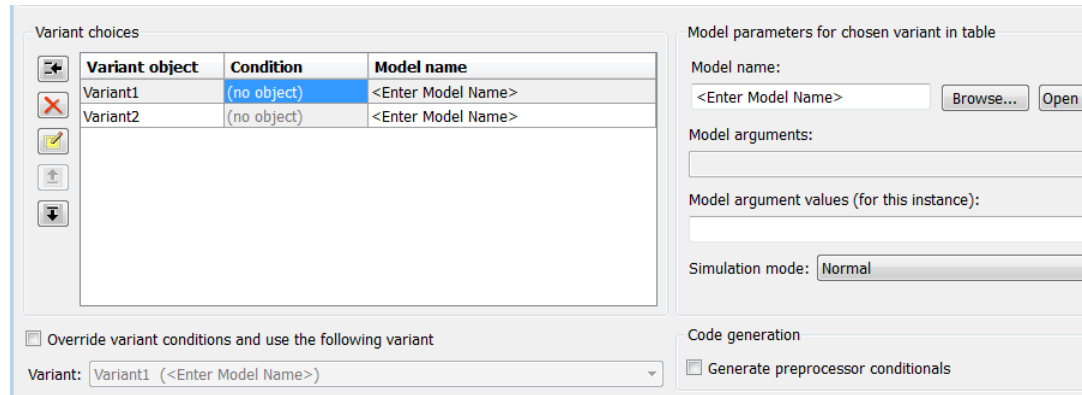 Variant choices
Variant object Condition Model name
Variant1 (no object) <Enter Model Name>
Variant2 (no object) <Enter Model Name>
Override variant conditions and use the following variant
Variant: Variant1 (<Enter Model Name>)
Model parameters for chosen variant in table
Model name:
<Enter Model Name> Browse... Open
Model arguments:
Model argument values (for this instance):
Simulation mode: Normal
Code generation
Generate preprocessor conditionals